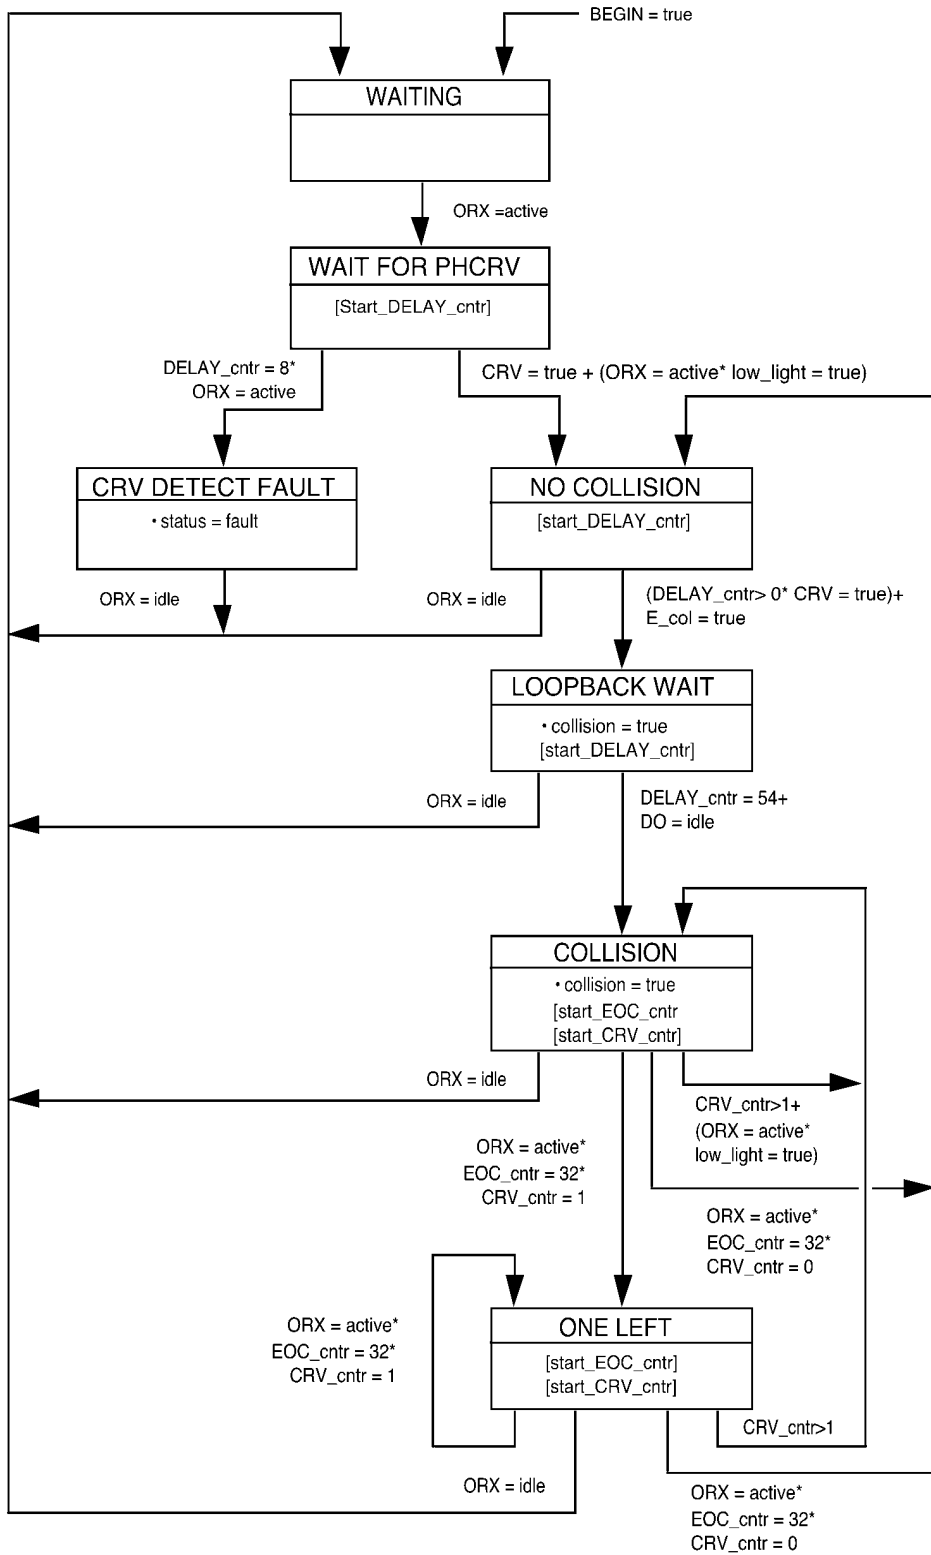 BEGIN = true
WAITING
ORX =active
WAIT FOR PHCRV
[Start_DELAY_cntr]
DELAY_cntr = 8*
ORX = active
CRV = true + (ORX = active* low_light = true)
CRV DETECT FAULT
• status = fault
NO COLLISION
[start_DELAY_cntr]
ORX = idle
ORX = idle
(DELAY_cntr> 0* CRV = true)+
E_col = true
LOOPBACK WAIT
• collision = true
[start_DELAY_cntr]
ORX = idle
DELAY_cntr = 54+
DO = idle
COLLISION
• collision = true
[start_EOC_cntr
[start_CRV_cntr]
ORX = idle
CRV_cntr>1+
(ORX = active*
low_light = true)
ORX = active*
EOC_cntr = 32*
CRV_cntr = 1
ORX = active*
EOC_cntr = 32*
CRV_cntr = 0
ORX = active*
EOC_cntr = 32*
CRV_cntr = 1
ONE LEFT
[start_EOC_cntr]
[start_CRV_cntr]
CRV_cntr>1
ORX = idle
ORX = active*
EOC_cntr = 32*
CRV_cntr = 0